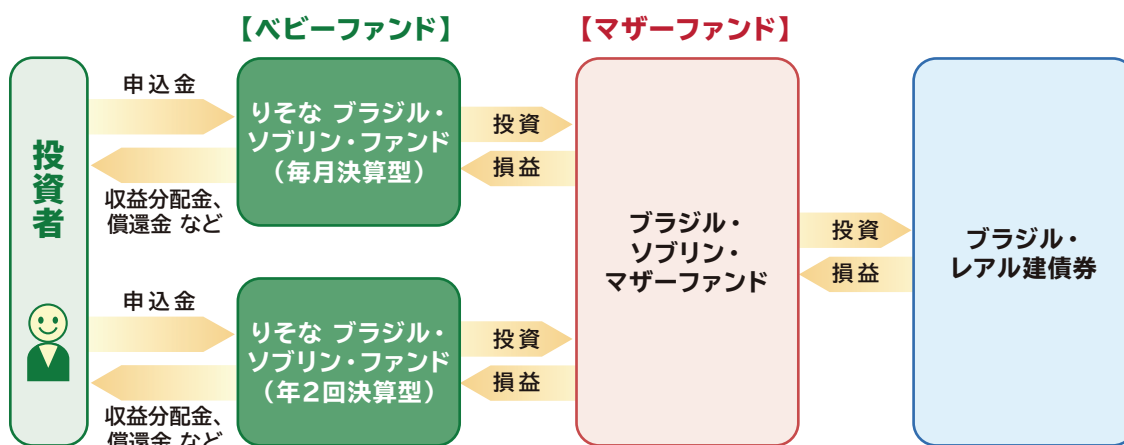 【ベビーファンド】
【マザーファンド】
投資者
申込金
収益分配金、
償還金 など
りそな ブラジル・
ソブリン・ファンド
（毎月決算型）
投資
損益
申込金
収益分配金、
償還金 など
りそな ブラジル・
ソブリン・ファンド
（年2回決算型）
投資
損益
ブラジル・
ソブリン・
マザーファンド
投資
損益
ブラジル・
レアル建債券